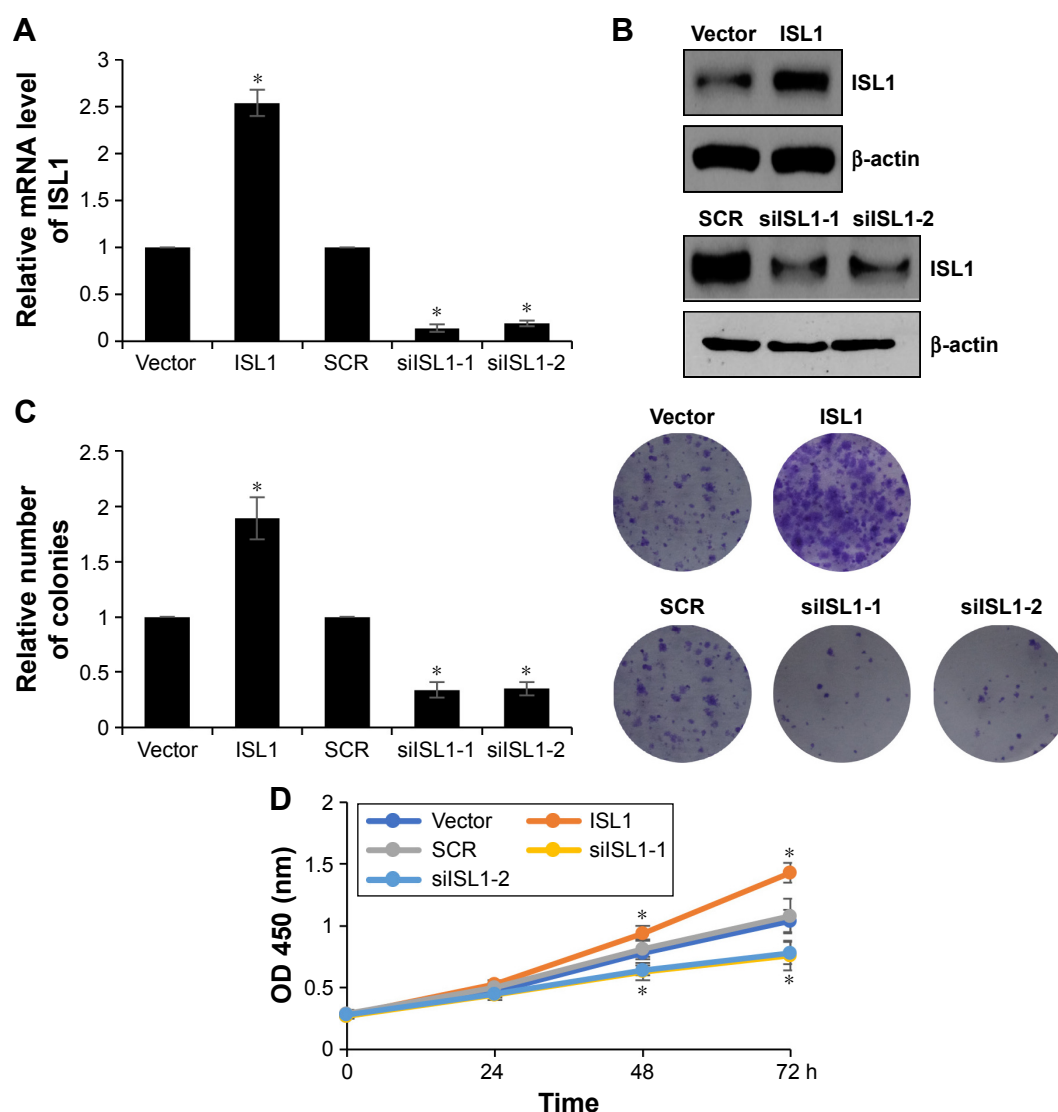 A
Relative mRNA level
of ISL1
3
2.5
2
1.5
1
0.5
0
*
*
*
Vector ISL1 SCR siISL1-1 siISL1-2
B
Vector ISL1
ISL1
β-actin
SCR siISL1-1 siISL1-2
ISL1
β-actin
C
Relative number
of colonies
2.5
2
1.5
1
0.5
0
*
*
*
Vector ISL1 SCR siISL1-1 siISL1-2
Vector ISL1
SCR siISL1-1 siISL1-2
D
OD 450 (nm)
2
1.5
1
0.5
0
Vector ISL1
SCR siISL1-1
siISL1-2
*
*
*
*
0 24 48 72 h
Time